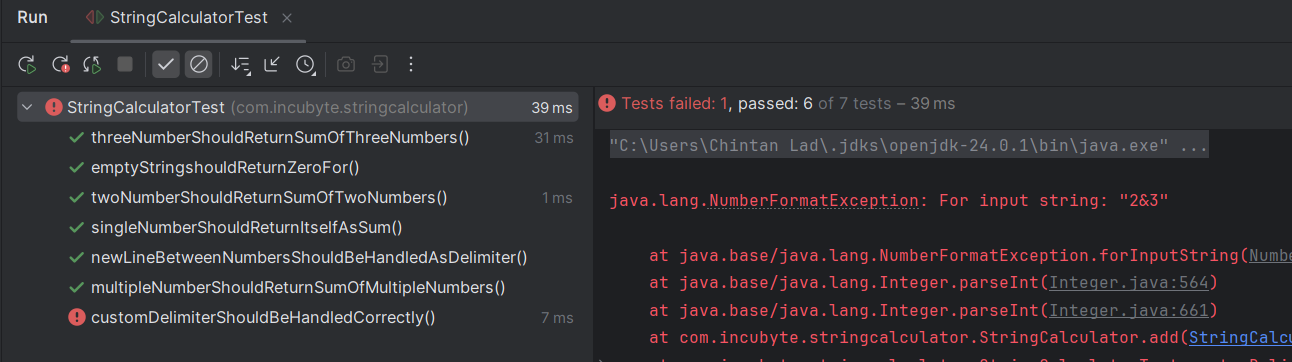 Run StringCalculatorTest ×
StringCalculatorTest (com.incubyte.stringcalculator) 39 ms
threeNumberShouldReturnSumOfThreeNumbers() 31 ms
emptyStringshouldReturnZeroFor()
twoNumberShouldReturnSumOfTwoNumbers() 1 ms
singleNumberShouldReturnItselfAsSum()
newLineBetweenNumbersShouldBeHandledAsDelimiter()
multipleNumberShouldReturnSumOfMultipleNumbers()
customDelimiterShouldBeHandledCorrectly() 7 ms
Tests failed: 1, passed: 6 of 7 tests – 39 ms
"C:\Users\Chintan Lad\.jdks\openjdk-24.0.1\bin\java.exe" ...
java.lang.NumberFormatException: For input string: "2&3"
at java.base/java.lang.NumberFormatException.forInputString(Numbe
at java.base/java.lang.Integer.parseInt(Integer.java:564)
at java.base/java.lang.Integer.parseInt(Integer.java:661)
at com.incubyte.stringcalculator.StringCalculator.add(StringCalcu